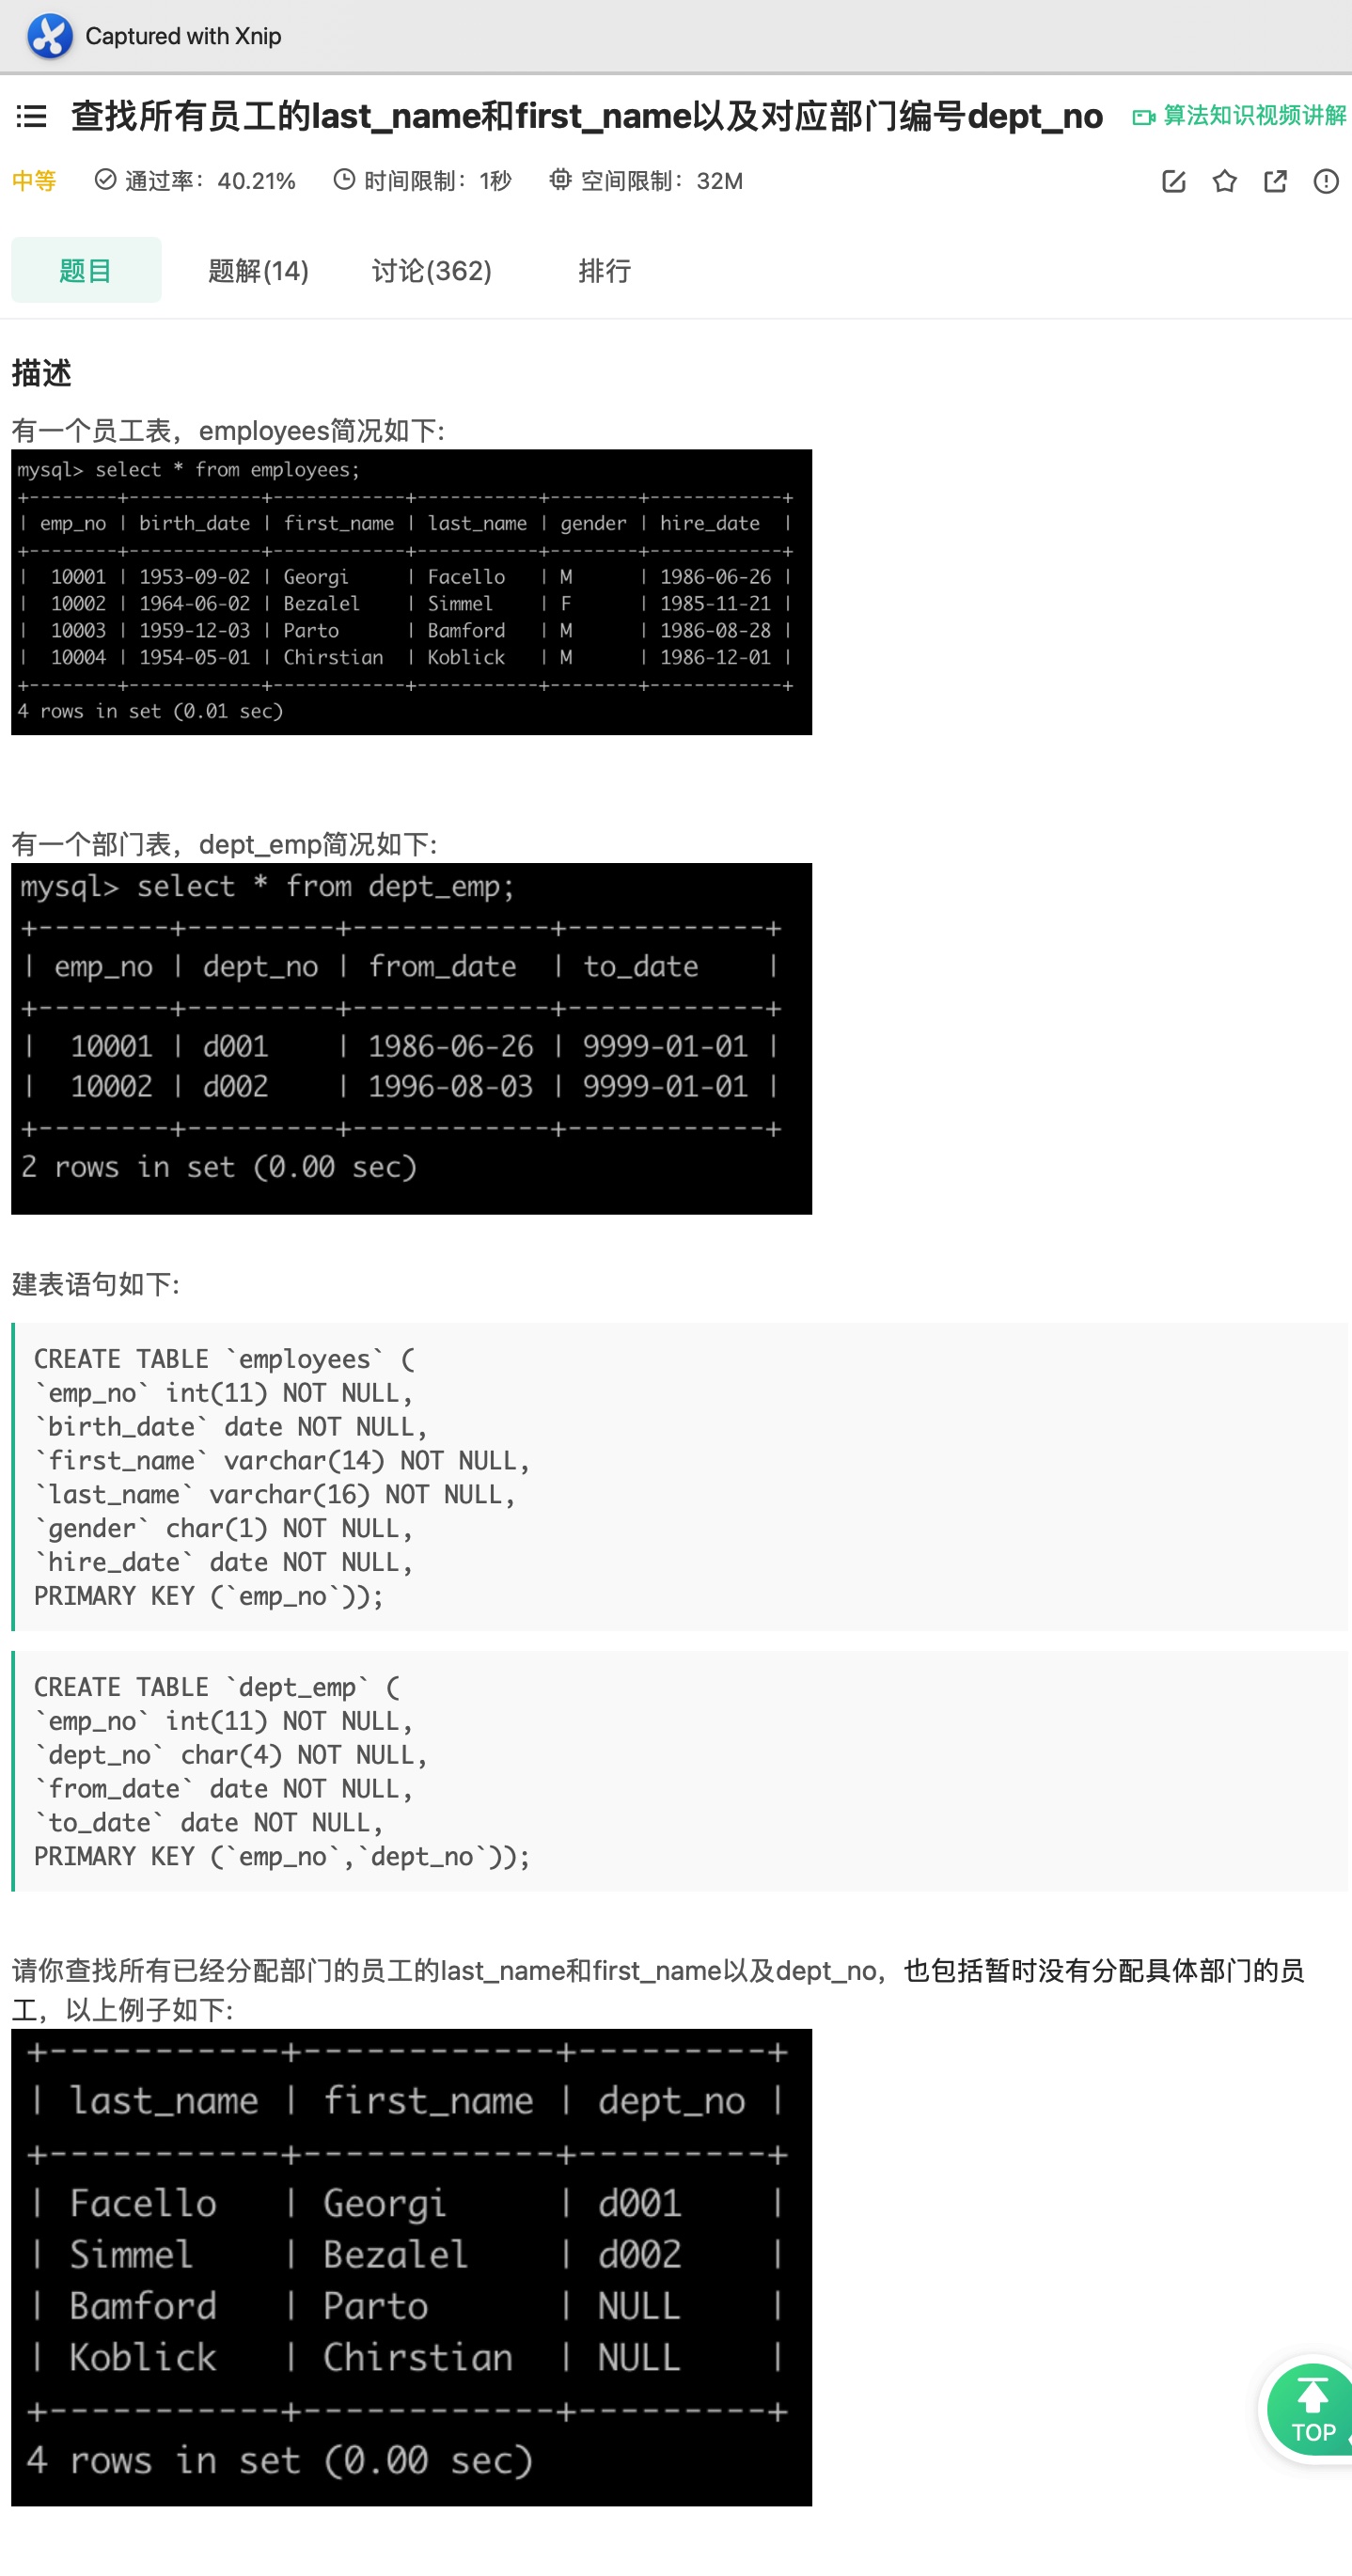 Captured with Xnip
查找所有员工的last_name和first_name以及对应部门编号dept_no 算法知识视频讲解
中等 通过率：40.21% 时间限制：1秒 空间限制：32M
题目 题解(14) 讨论(362) 排行
描述
有一个员工表，employees简况如下:
mysql> select * from employees;
+--------+------------+------------+-----------+--------+------------+
| emp_no | birth_date | first_name | last_name | gender | hire_date  |
+--------+------------+------------+-----------+--------+------------+
|  10001 | 1953-09-02 | Georgi     | Facello   | M      | 1986-06-26 |
|  10002 | 1964-06-02 | Bezalel    | Simmel    | F      | 1985-11-21 |
|  10003 | 1959-12-03 | Parto      | Bamford   | M      | 1986-08-28 |
|  10004 | 1954-05-01 | Chirstian  | Koblick   | M      | 1986-12-01 |
+--------+------------+------------+-----------+--------+------------+
4 rows in set (0.01 sec)
有一个部门表，dept_emp简况如下:
mysql> select * from dept_emp;
+--------+---------+------------+------------+
| emp_no | dept_no | from_date  | to_date    |
+--------+---------+------------+------------+
|  10001 | d001    | 1986-06-26 | 9999-01-01 |
|  10002 | d002    | 1996-08-03 | 9999-01-01 |
+--------+---------+------------+------------+
2 rows in set (0.00 sec)
建表语句如下:
CREATE TABLE `employees` (
`emp_no` int(11) NOT NULL,
`birth_date` date NOT NULL,
`first_name` varchar(14) NOT NULL,
`last_name` varchar(16) NOT NULL,
`gender` char(1) NOT NULL,
`hire_date` date NOT NULL,
PRIMARY KEY (`emp_no`));
CREATE TABLE `dept_emp` (
`emp_no` int(11) NOT NULL,
`dept_no` char(4) NOT NULL,
`from_date` date NOT NULL,
`to_date` date NOT NULL,
PRIMARY KEY (`emp_no`,`dept_no`));
请你查找所有已经分配部门的员工的last_name和first_name以及dept_no，也包括暂时没有分配具体部门的员
工，以上例子如下:
+-----------+------------+---------+
| last_name | first_name | dept_no |
+-----------+------------+---------+
| Facello   | Georgi     | d001    |
| Simmel    | Bezalel    | d002    |
| Bamford   | Parto      | NULL    |
| Koblick   | Chirstian  | NULL    |
+-----------+------------+---------+
4 rows in set (0.00 sec)
TOP